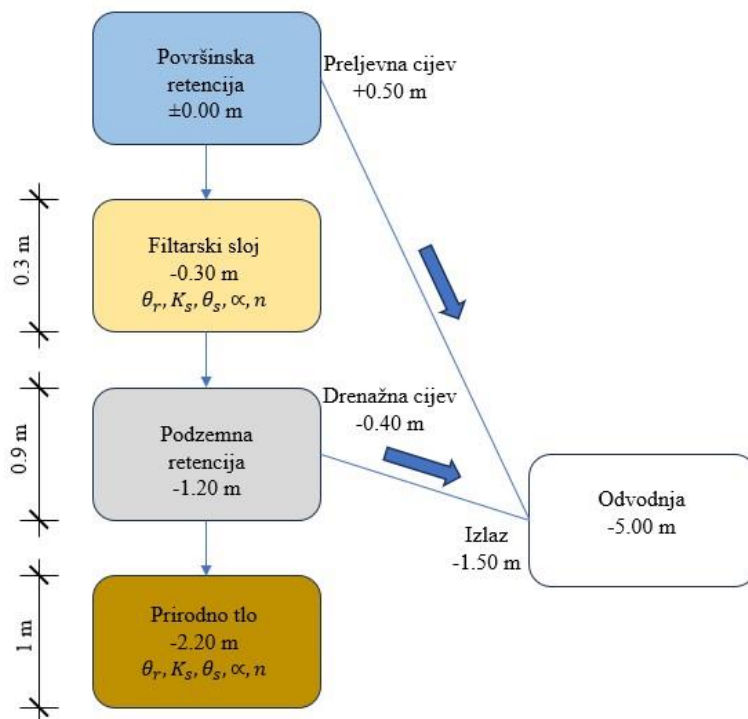 Površinska
retencija
±0.00 m
Preljevna cijev
+0.50 m
0.3 m
Filtarski sloj
-0.30 m
θr, Ks, θs, ∝, n
0.9 m
Podzemna
retencija
-1.20 m
Drenažna cijev
-0.40 m
Izlaz
-1.50 m
Odvodnja
-5.00 m
1 m
Prirodno tlo
-2.20 m
θr, Ks, θs, ∝, n